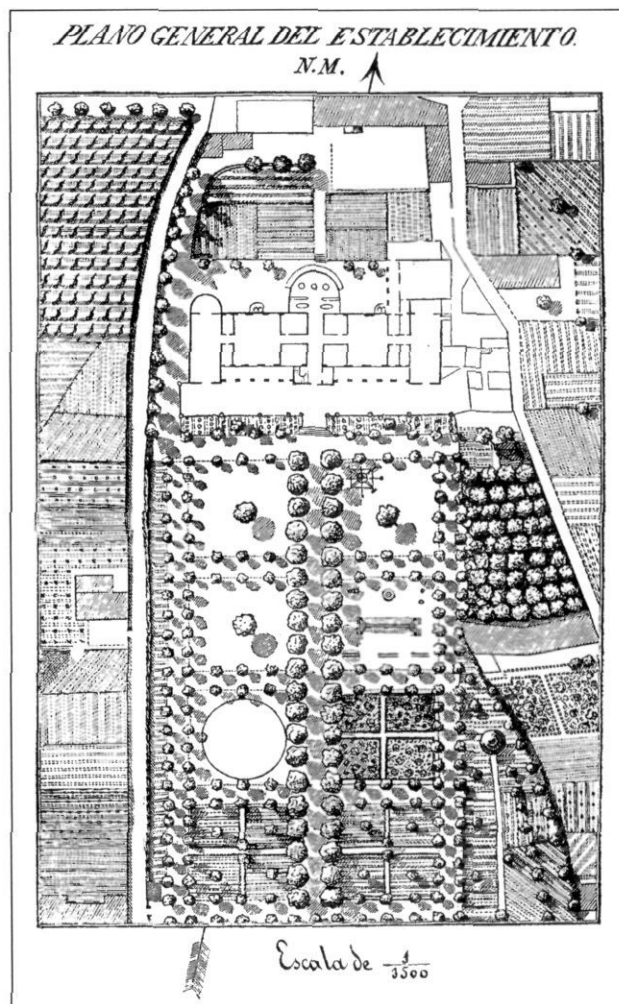 PLANO GENERAL DEL ESTABLECIMIENTO.
N.M.
Escala de 1/3500